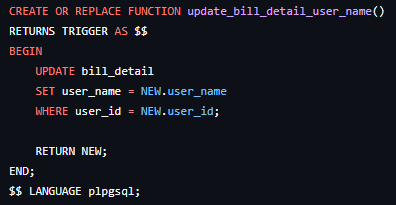 CREATE OR REPLACE FUNCTION update_bill_detail_user_name()
RETURNS TRIGGER AS $$
BEGIN
    UPDATE bill_detail
    SET user_name = NEW.user_name
    WHERE user_id = NEW.user_id;

    RETURN NEW;
END;
$$ LANGUAGE plpgsql;